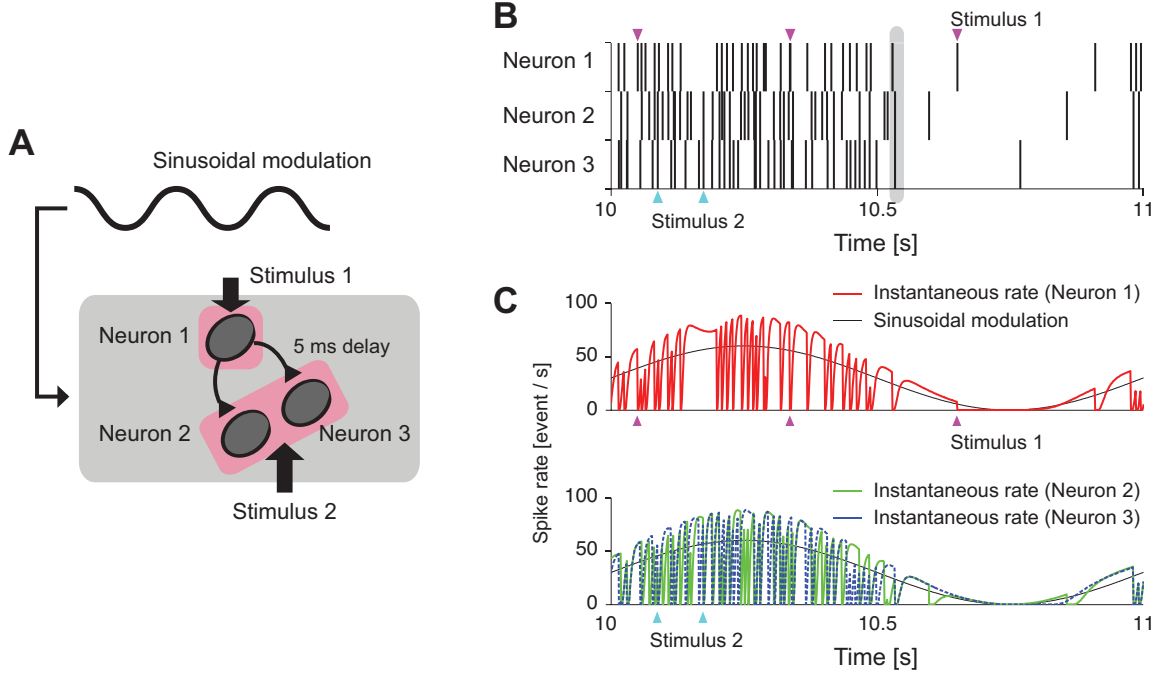 A
Sinusoidal modulation
Stimulus 1
Neuron 1
5 ms delay
Neuron 2
Neuron 3
Stimulus 2
B
Stimulus 1
Neuron 1
Neuron 2
Neuron 3
10
10.5
11
Stimulus 2
Time [s]
C
100
50
0
Instantaneous rate (Neuron 1)
Sinusoidal modulation
Stimulus 1
Spike rate [event / s]
100
50
0
Instantaneous rate (Neuron 2)
Instantaneous rate (Neuron 3)
10
10.5
11
Stimulus 2
Time [s]